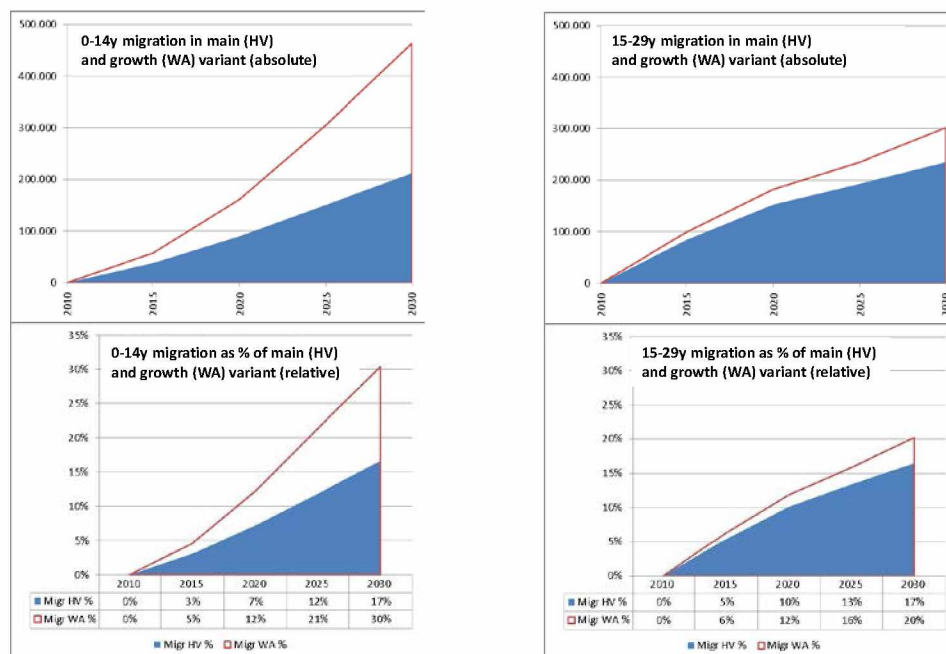 0-14y migration in main (HV)
and growth (WA) variant (absolute)
500.000
400.000
300.000
200.000
100.000
0
2010
2015
2020
2025
2030
15-29y migration in main (HV)
and growth (WA) variant (absolute)
500.000
400.000
300.000
200.000
100.000
0
2010
2015
2020
2025
2030
0-14y migration as % of main (HV)
and growth (WA) variant (relative)
35%
30%
25%
20%
15%
10%
5%
0%
2010 2015 2020 2025 2030
Migr HV % 0% 3% 7% 12% 17%
Migr WA % 0% 5% 12% 21% 30%
Migr HV % Migr WA %
15-29y migration as % of main (HV)
and growth (WA) variant (relative)
35%
30%
25%
20%
15%
10%
5%
0%
2010 2015 2020 2025 2030
Migr HV % 0% 5% 10% 13% 17%
Migr WA % 0% 6% 12% 16% 20%
Migr HV % Migr WA %